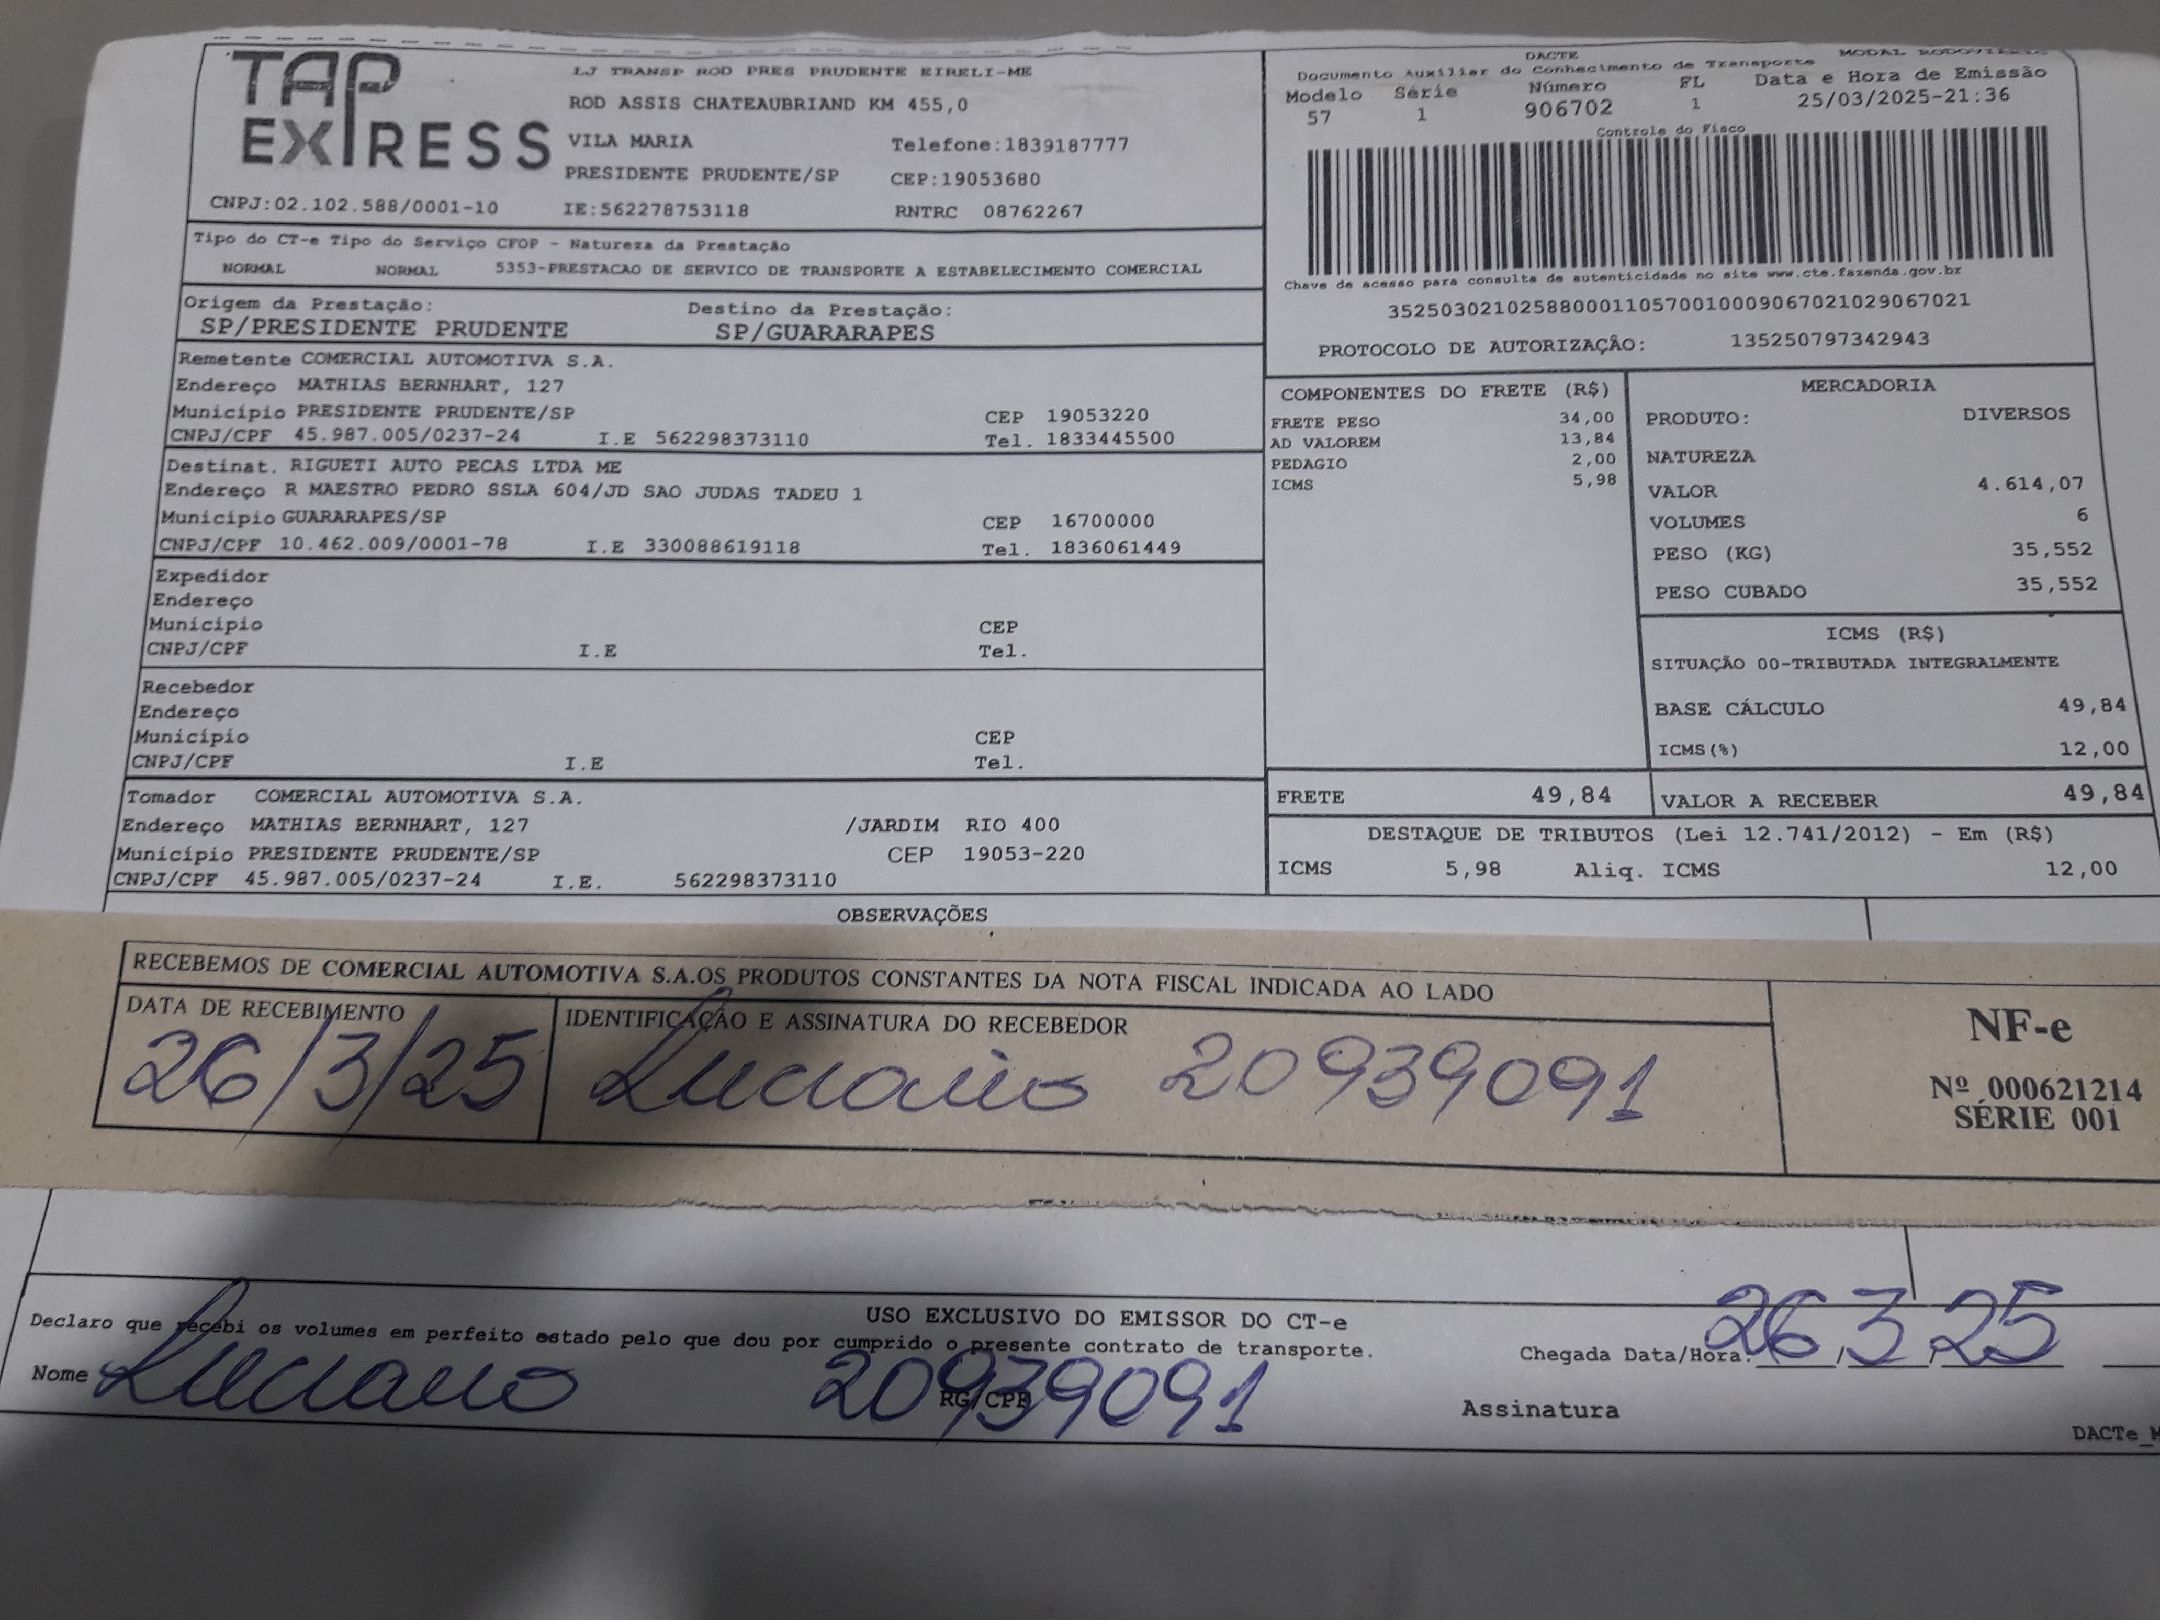 TAP EXPRESS
LJ TRANSP ROD PRES PRUDENTE EIRELI-ME
ROD ASSIS CHATEAUBRIAND KM 455,0
VILA MARIA Telefone:1839187777
PRESIDENTE PRUDENTE/SP CEP:19053680
CNPJ:02.102.588/0001-10 IE:562278753118 RNTRC 08762267
Tipo do CT-e Tipo do Serviço CFOP - Natureza da Prestação
NORMAL NORMAL 5353-PRESTACAO DE SERVICO DE TRANSPORTE A ESTABELECIMENTO COMERCIAL
Origem da Prestação: Destino da Prestação:
SP/PRESIDENTE PRUDENTE SP/GUARARAPES
Remetente COMERCIAL AUTOMOTIVA S.A.
Endereço MATHIAS BERNHART, 127
Município PRESIDENTE PRUDENTE/SP CEP 19053220
CNPJ/CPF 45.987.005/0237-24 I.E 562298373110 Tel. 1833445500
Destinat. RIGUETI AUTO PECAS LTDA ME
Endereço R MAESTRO PEDRO SSLA 604/JD SAO JUDAS TADEU 1
Município GUARARAPES/SP CEP 16700000
CNPJ/CPF 10.462.009/0001-78 I.E 330088619118 Tel. 1836061449
Expedidor
Endereço
Município CEP
CNPJ/CPF I.E Tel.
Recebedor
Endereço
Município CEP
CNPJ/CPF I.E Tel.
Tomador COMERCIAL AUTOMOTIVA S.A.
Endereço MATHIAS BERNHART, 127 /JARDIM RIO 400
Município PRESIDENTE PRUDENTE/SP CEP 19053-220
CNPJ/CPF 45.987.005/0237-24 I.E. 562298373110
DACTE MODAL RODOVIARIO
Documento Auxiliar do Conhecimento de Transporte
Modelo Série Número FL Data e Hora de Emissão
57 1 906702 1 25/03/2025-21:36
Controle do Fisco
Chave de acesso para consulta de autenticidade no site www.cte.fazenda.gov.br
35250302102588000110570010009067021029067021
PROTOCOLO DE AUTORIZAÇÃO: 135250797342943
COMPONENTES DO FRETE (R$)
FRETE PESO 34,00
AD VALOREM 13,84
PEDAGIO 2,00
ICMS 5,98
MERCADORIA
PRODUTO: DIVERSOS
NATUREZA
VALOR 4.614,07
VOLUMES 6
PESO (KG) 35,552
PESO CUBADO 35,552
ICMS (R$)
SITUAÇÃO 00-TRIBUTADA INTEGRALMENTE
BASE CÁLCULO 49,84
ICMS(%) 12,00
FRETE 49,84 VALOR A RECEBER 49,84
DESTAQUE DE TRIBUTOS (Lei 12.741/2012) - Em (R$)
ICMS 5,98 Aliq. ICMS 12,00
OBSERVAÇÕES
RECEBEMOS DE COMERCIAL AUTOMOTIVA S.A.OS PRODUTOS CONSTANTES DA NOTA FISCAL INDICADA AO LADO
DATA DE RECEBIMENTO IDENTIFICAÇÃO E ASSINATURA DO RECEBEDOR
26/3/25 Luciano 20939091
NF-e
Nº 000621214
SÉRIE 001
USO EXCLUSIVO DO EMISSOR DO CT-e
Declaro que recebi os volumes em perfeito estado pelo que dou por cumprido o presente contrato de transporte.
Chegada Data/Hora: 26/3/25
Nome Luciano RG/CPF 20939091 Assinatura